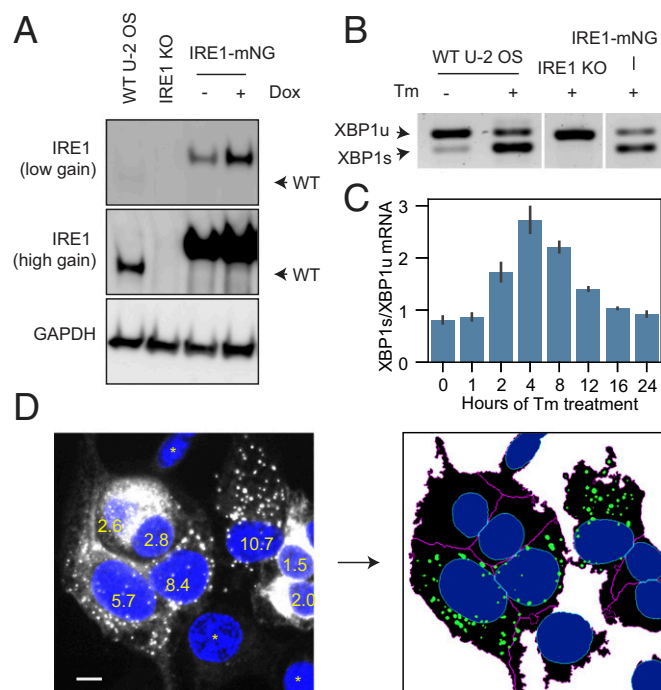 A
WT U-2 OS
IRE1 KO
IRE1-mNG
- + Dox
IRE1
(low gain)
WT
IRE1
(high gain)
WT
GAPDH
B
IRE1-mNG
WT U-2 OS
IRE1 KO
Tm - + + +
XBP1u
XBP1s
C
XBP1s/XBP1u mRNA
3
2
1
0
0 1 2 4 8 12 16 24
Hours of Tm treatment
D
*
2.6
2.8
10.7
1.5
8.4
5.7
2.0
*
*